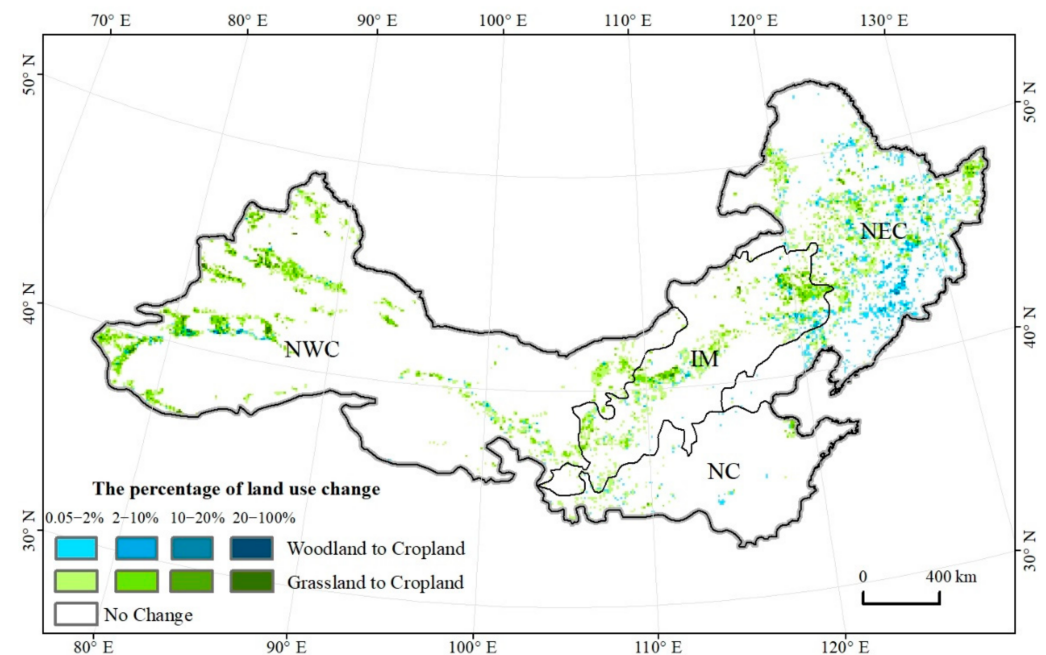 70° E 80° E 90° E 100° E 110° E 120° E 130° E
50° N
50° N
NEC
40° N
40° N
NWC
IM
NC
The percentage of land use change
0.05−2% 2−10% 10−20% 20−100%
Woodland to Cropland
Grassland to Cropland
No Change
30° N
30° N
0 400 km
80° E 90° E 100° E 110° E 120° E